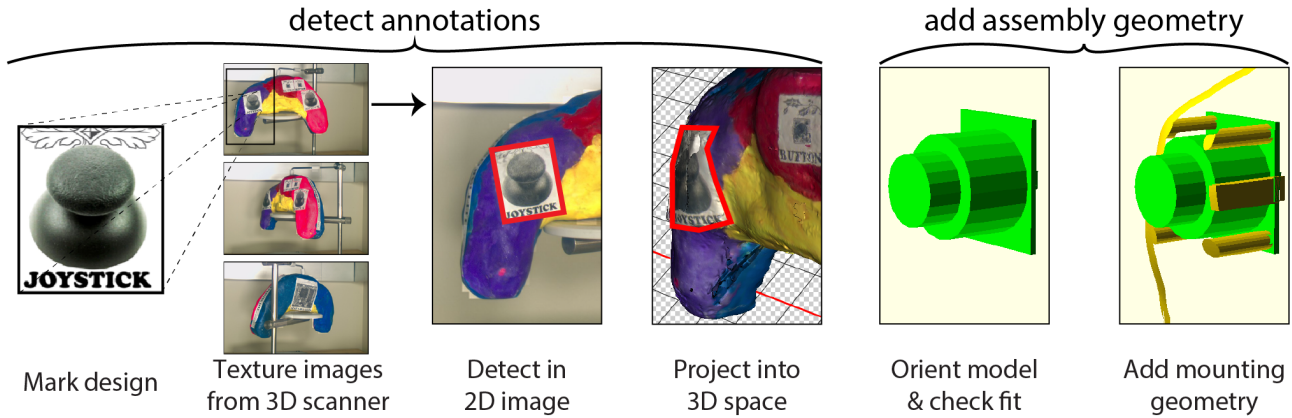 detect annotations
add assembly geometry
JOYSTICK
JOYSTICK
JOYSTICK
BUTTON
Mark design
Texture images
from 3D scanner
Detect in
2D image
Project into
3D space
Orient model
& check fit
Add mounting
geometry